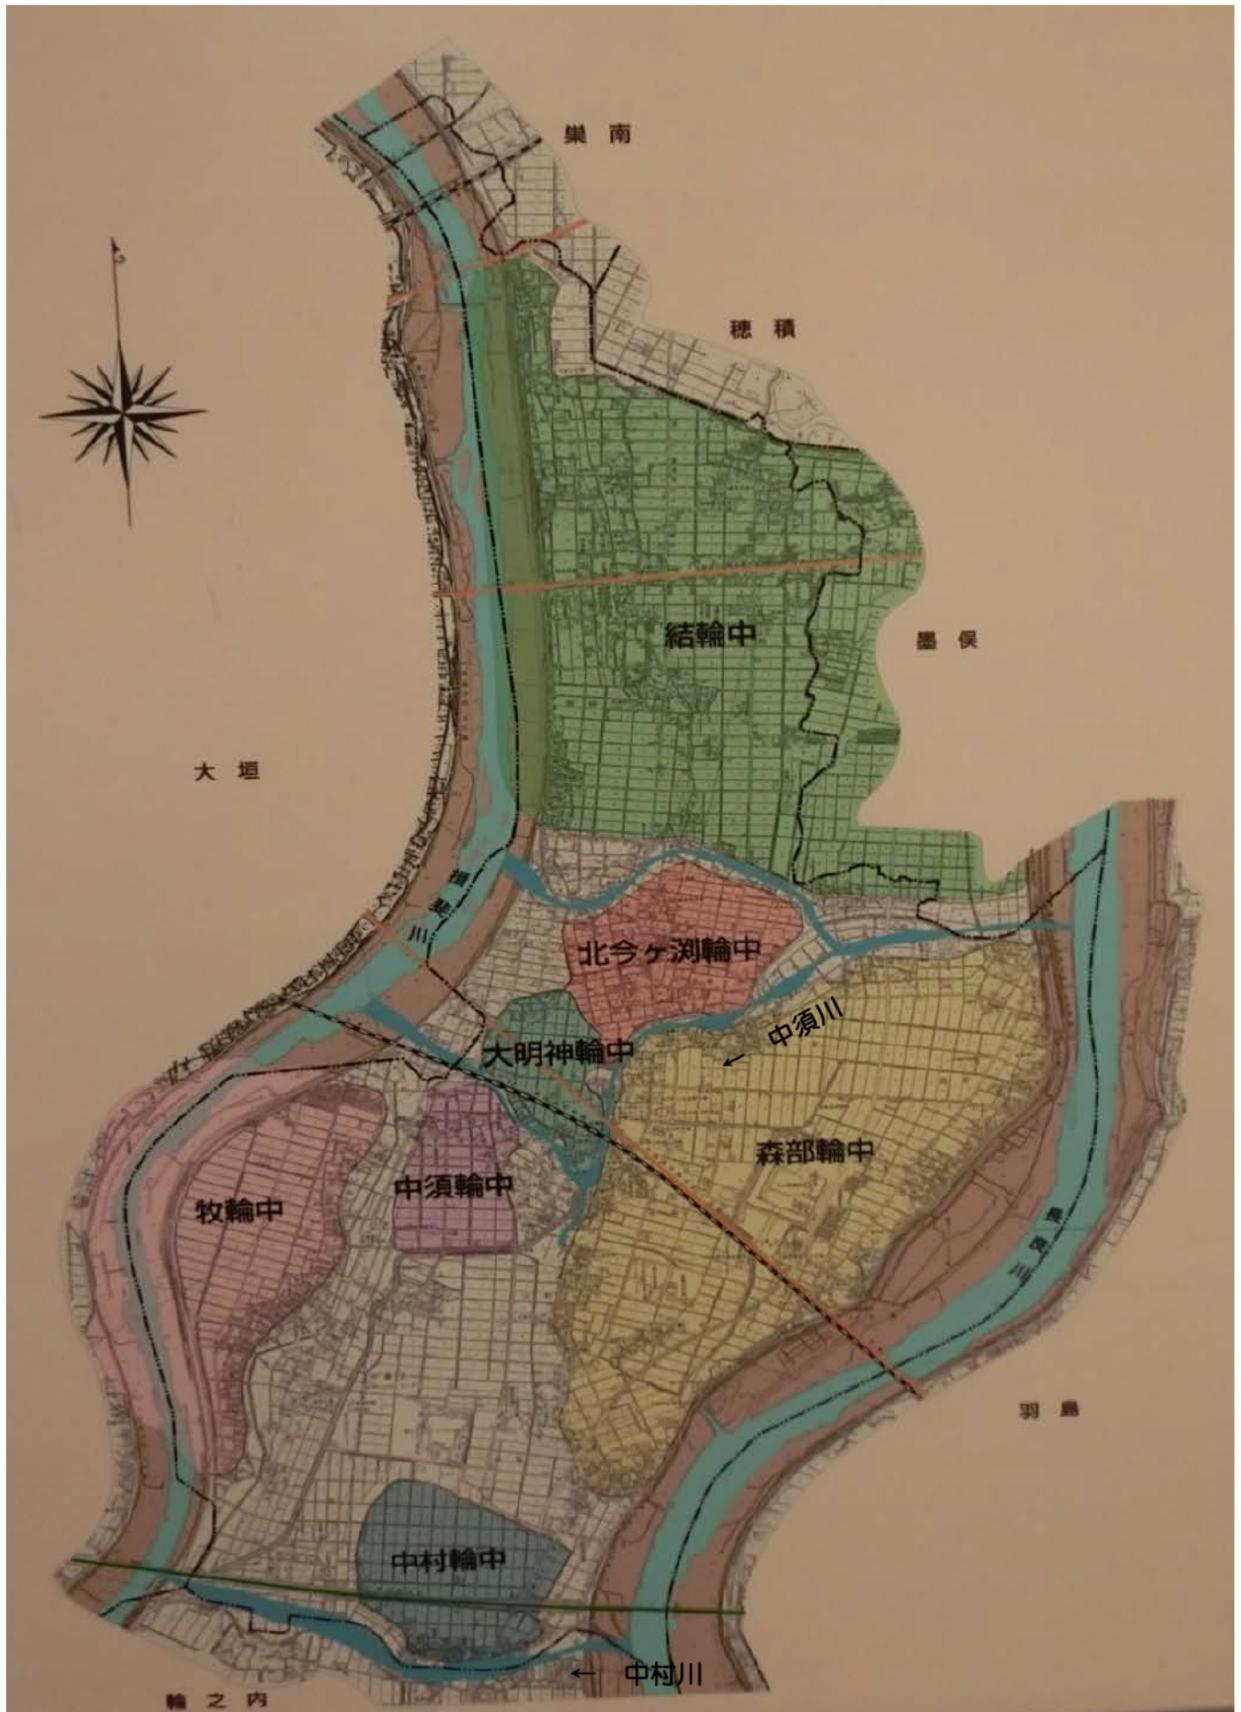 巣南
穂積
結輪中
墨俣
大垣
揖斐川
北今ヶ渕輪中
中須川
←
大明神輪中
森部輪中
中須輪中
牧輪中
長良川
羽島
中村輪中
← 中村川
輪之内